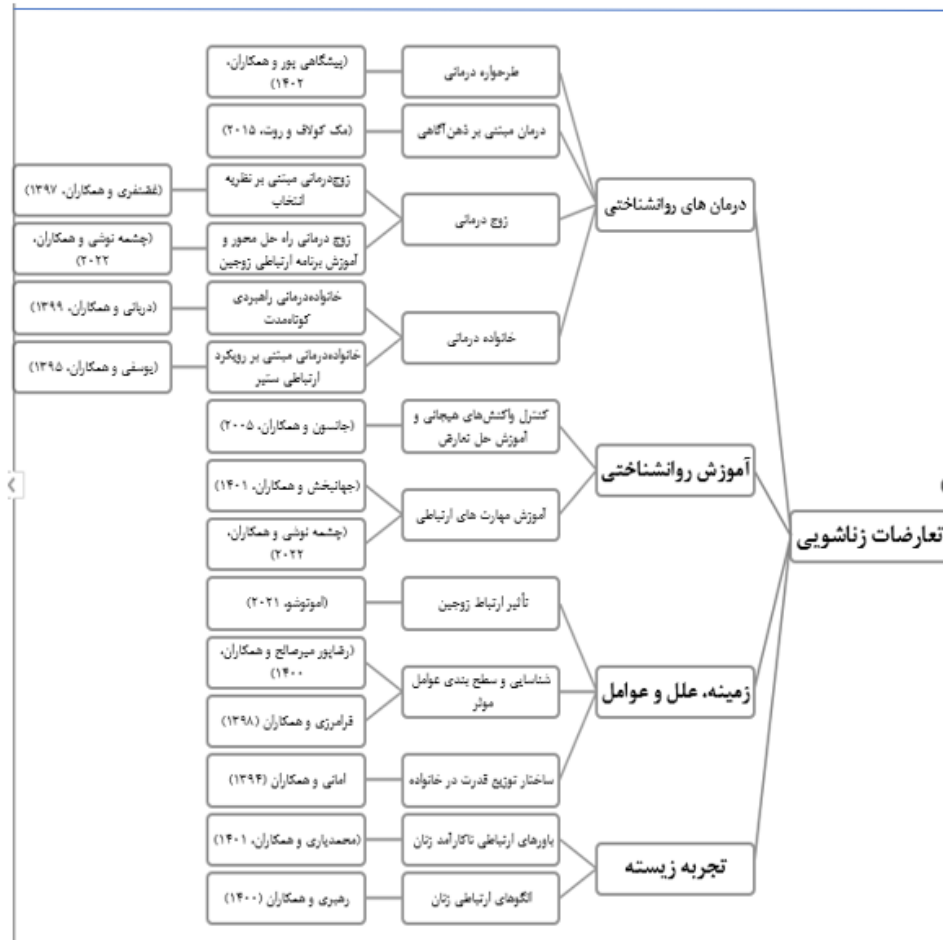 تعارضات زناشویی
درمان های روانشناختی
طرحواره درمانی
(پیشگاهی پور و همکاران،
۱۴۰۲)
درمان مبتنی بر ذهن‌آگاهی
(مک کولاف و روت، ۲۰۱۵)
زوج درمانی
زوج‌درمانی مبتنی بر نظریه
انتخاب
(غضنفری و همکاران، ۱۳۹۷)
زوج درمانی راه حل محور و
آموزش برنامه ارتباطی زوجین
(چشمه نوشی و همکاران،
۲۰۲۲)
خانواده درمانی
خانواده‌درمانی راهبردی
کوتاه‌مدت
(دربانی و همکاران، ۱۳۹۹)
خانواده‌درمانی مبتنی بر رویکرد
ارتباطی ستیر
(یوسفی و همکاران، ۱۳۹۵)
آموزش روانشناختی
کنترل واکنش‌های هیجانی و
آموزش حل تعارض
(جانسون و همکاران، ۲۰۰۵)
آموزش مهارت های ارتباطی
(جهانبخش و همکاران، ۱۴۰۱)
(چشمه نوشی و همکاران،
۲۰۲۲)
زمینه، علل و عوامل
تأثیر ارتباط زوجین
(اموتوشو، ۲۰۲۱)
شناسایی و سطح بندی عوامل
موثر
(رضاپور میرصالح و همکاران،
۱۴۰۰)
قرامرزی و همکاران (۱۳۹۸)
ساختار توزیع قدرت در خانواده
امانی و همکاران (۱۳۹۴)
تجربه زیسته
باورهای ارتباطی ناکارآمد زنان
(محمدیاری و همکاران، ۱۴۰۱)
الگوهای ارتباطی زنان
رهبری و همکاران (۱۴۰۰)